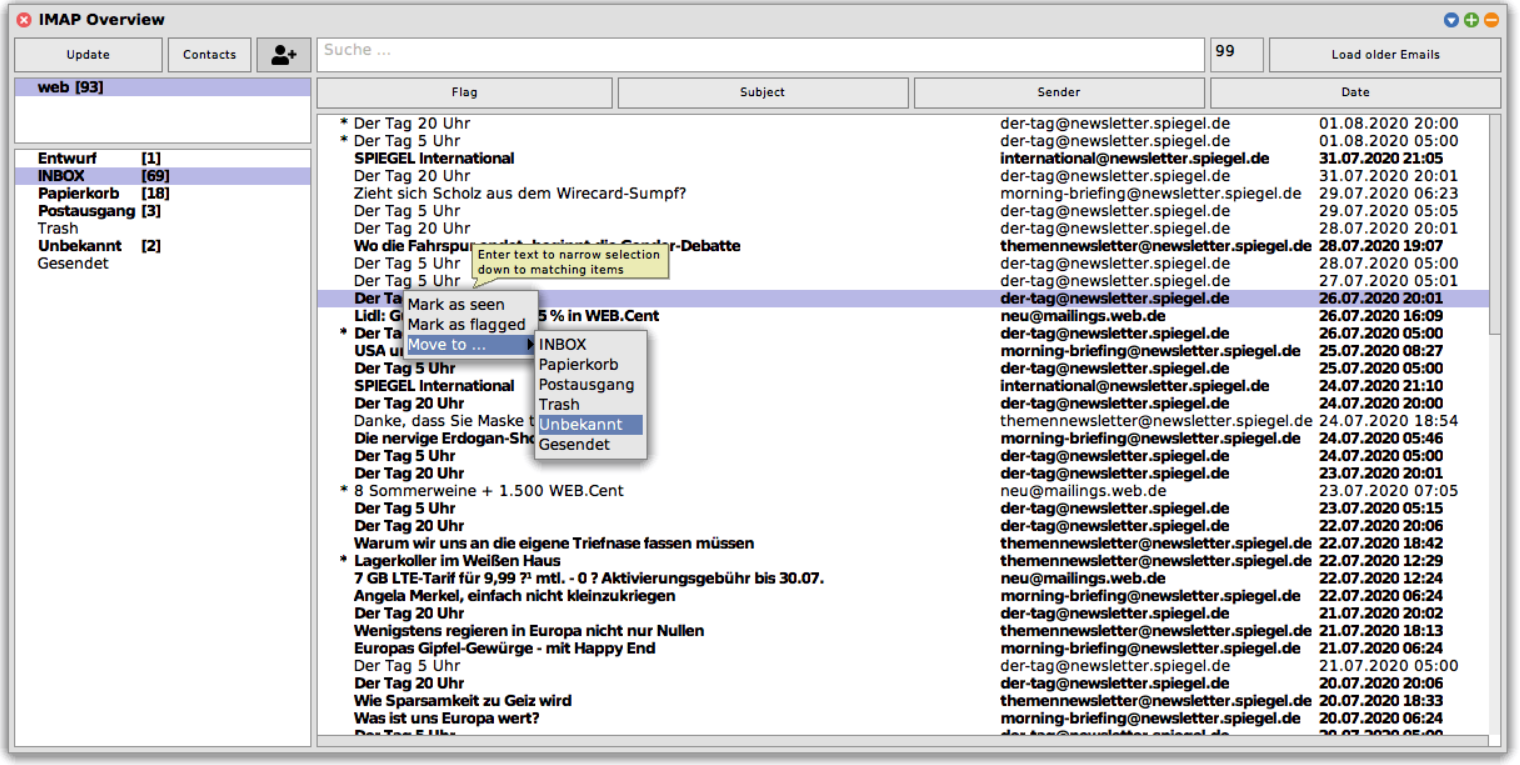 IMAP Overview
Update Contacts Suche ... 99 Load older Emails
web [93]
Flag Subject Sender Date
Entwurf [1]
INBOX [69]
Papierkorb [18]
Postausgang [3]
Trash
Unbekannt [2]
Gesendet
* Der Tag 20 Uhr der-tag@newsletter.spiegel.de 01.08.2020 20:00
* Der Tag 5 Uhr der-tag@newsletter.spiegel.de 01.08.2020 05:00
SPIEGEL International international@newsletter.spiegel.de 31.07.2020 21:05
Der Tag 20 Uhr der-tag@newsletter.spiegel.de 31.07.2020 20:01
Zieht sich Scholz aus dem Wirecard-Sumpf? morning-briefing@newsletter.spiegel.de 29.07.2020 06:23
Der Tag 5 Uhr der-tag@newsletter.spiegel.de 29.07.2020 05:05
Der Tag 20 Uhr der-tag@newsletter.spiegel.de 28.07.2020 20:01
Wo die Fahrspur endet, beginnt die Gender-Debatte themennewsletter@newsletter.spiegel.de 28.07.2020 19:07
Der Tag 5 Uhr der-tag@newsletter.spiegel.de 28.07.2020 05:00
Der Tag 5 Uhr der-tag@newsletter.spiegel.de 27.07.2020 05:01
Der Ta der-tag@newsletter.spiegel.de 26.07.2020 20:01
Lidl: G 5 % in WEB.Cent neu@mailings.web.de 26.07.2020 16:09
* Der Ta der-tag@newsletter.spiegel.de 26.07.2020 05:00
USA u morning-briefing@newsletter.spiegel.de 25.07.2020 08:27
Der Tag 5 Uhr der-tag@newsletter.spiegel.de 25.07.2020 05:00
SPIEGEL International international@newsletter.spiegel.de 24.07.2020 21:10
Der Tag 20 Uhr der-tag@newsletter.spiegel.de 24.07.2020 20:00
Danke, dass Sie Maske t themennewsletter@newsletter.spiegel.de 24.07.2020 18:54
Die nervige Erdogan-Sho morning-briefing@newsletter.spiegel.de 24.07.2020 05:46
Der Tag 5 Uhr der-tag@newsletter.spiegel.de 24.07.2020 05:00
Der Tag 20 Uhr der-tag@newsletter.spiegel.de 23.07.2020 20:01
* 8 Sommerweine + 1.500 WEB.Cent neu@mailings.web.de 23.07.2020 07:05
Der Tag 5 Uhr der-tag@newsletter.spiegel.de 23.07.2020 05:15
Der Tag 20 Uhr der-tag@newsletter.spiegel.de 22.07.2020 20:06
Warum wir uns an die eigene Triefnase fassen müssen themennewsletter@newsletter.spiegel.de 22.07.2020 18:42
* Lagerkoller im Weißen Haus themennewsletter@newsletter.spiegel.de 22.07.2020 12:29
7 GB LTE-Tarif für 9,99 ?¹ mtl. - 0 ? Aktivierungsgebühr bis 30.07. neu@mailings.web.de 22.07.2020 12:24
Angela Merkel, einfach nicht kleinzukriegen morning-briefing@newsletter.spiegel.de 22.07.2020 06:24
Der Tag 20 Uhr der-tag@newsletter.spiegel.de 21.07.2020 20:02
Wenigstens regieren in Europa nicht nur Nullen themennewsletter@newsletter.spiegel.de 21.07.2020 18:13
Europas Gipfel-Gewürge - mit Happy End morning-briefing@newsletter.spiegel.de 21.07.2020 06:24
Der Tag 5 Uhr der-tag@newsletter.spiegel.de 21.07.2020 05:00
Der Tag 20 Uhr der-tag@newsletter.spiegel.de 20.07.2020 20:06
Wie Sparsamkeit zu Geiz wird themennewsletter@newsletter.spiegel.de 20.07.2020 18:33
Was ist uns Europa wert? morning-briefing@newsletter.spiegel.de 20.07.2020 06:24
Der Tag 5 Uhr der-tag@newsletter.spiegel.de 20.07.2020 05:00
Enter text to narrow selection
down to matching items
Mark as seen
Mark as flagged
Move to ...
INBOX
Papierkorb
Postausgang
Trash
Unbekannt
Gesendet